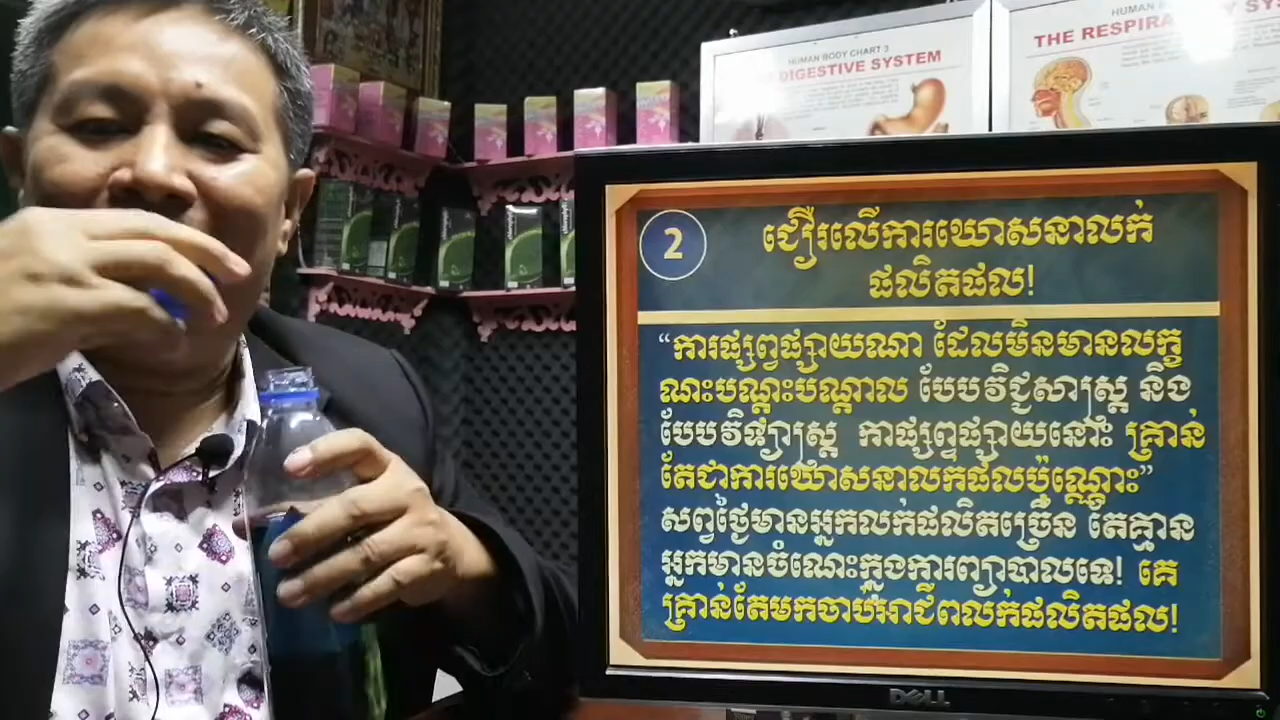 HUMAN BODY CHART 3
DIGESTIVE SYSTEM
HUMAN
THE RESPIRA
SY
2
ជឿរលើការឃោសនាលក់
ផលិតផល!
“ការផ្សព្វផ្សាយណា ដែលមិនមានលក្ខ
ណះបណ្ដុះបណ្ដាល បែបវិជ្ជសាស្ត្រ និង
បែបវិទ្យាស្ត្រ កាផ្សព្វផ្សាយនោះ គ្រាន់
តែជាការឃោសនាលកផលប៉ុណ្ណោះ”
សព្វថ្ងៃមានអ្នកលក់ផលិតច្រើន តែគ្មាន
អ្នកមានចំណេះក្នុងការព្យាបាលទេ! គេ
គ្រាន់តែមកចាប់អាជីពលក់ផលិតផល!
DELL